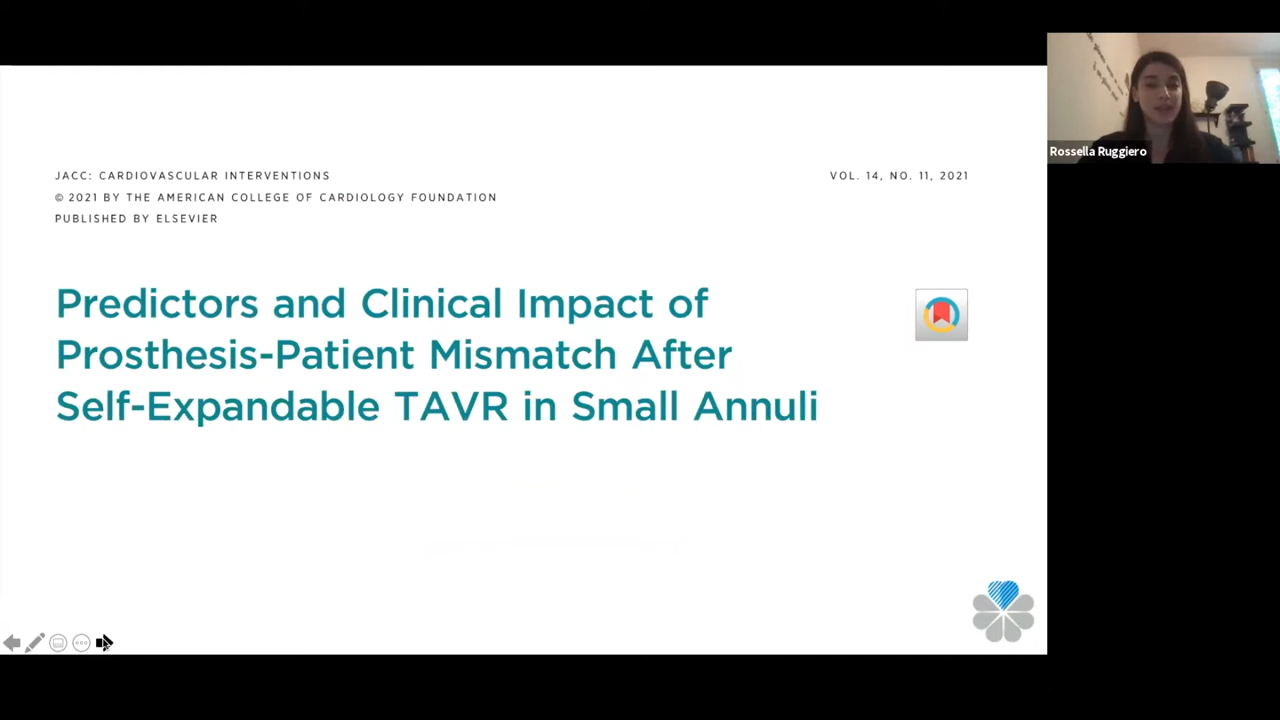 JACC: CARDIOVASCULAR INTERVENTIONS
VOL. 14, NO. 11, 2021
© 2021 BY THE AMERICAN COLLEGE OF CARDIOLOGY FOUNDATION
PUBLISHED BY ELSEVIER
Predictors and Clinical Impact of
Prosthesis-Patient Mismatch After
Self-Expandable TAVR in Small Annuli
Rossella Ruggiero